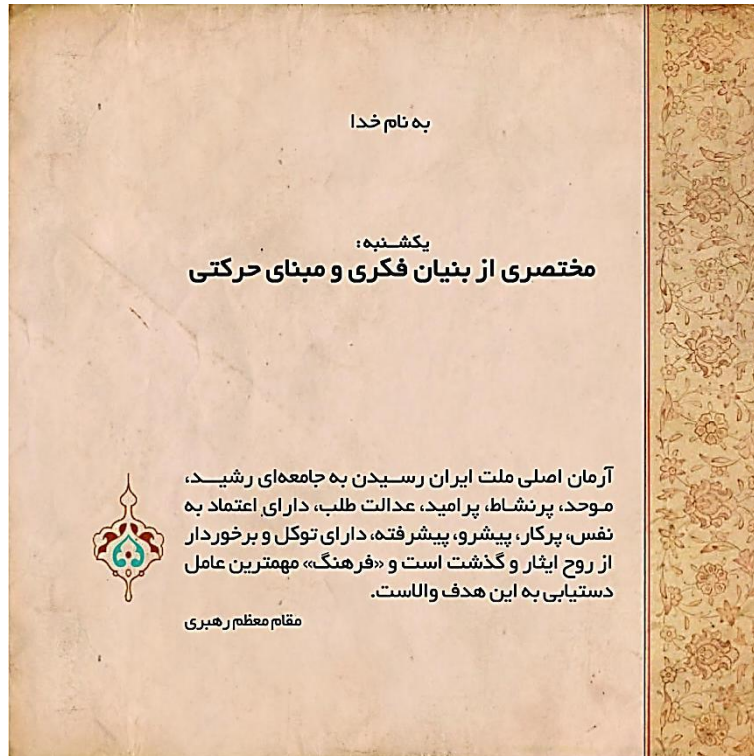 به نام خدا
یکشنبه:
مختصری از بنیان فکری و مبنای حرکتی
آرمان اصلی ملت ایران رسیدن به جامعه‌ای رشید،
موحد، پرنشاط، پرامید، عدالت طلب، دارای اعتماد به
نفس، پرکار، پیشرو، پیشرفته، دارای توکل و برخوردار
از روح ایثار و گذشت است و «فرهنگ» مهمترین عامل
دستیابی به این هدف والاست.
مقام معظم رهبری